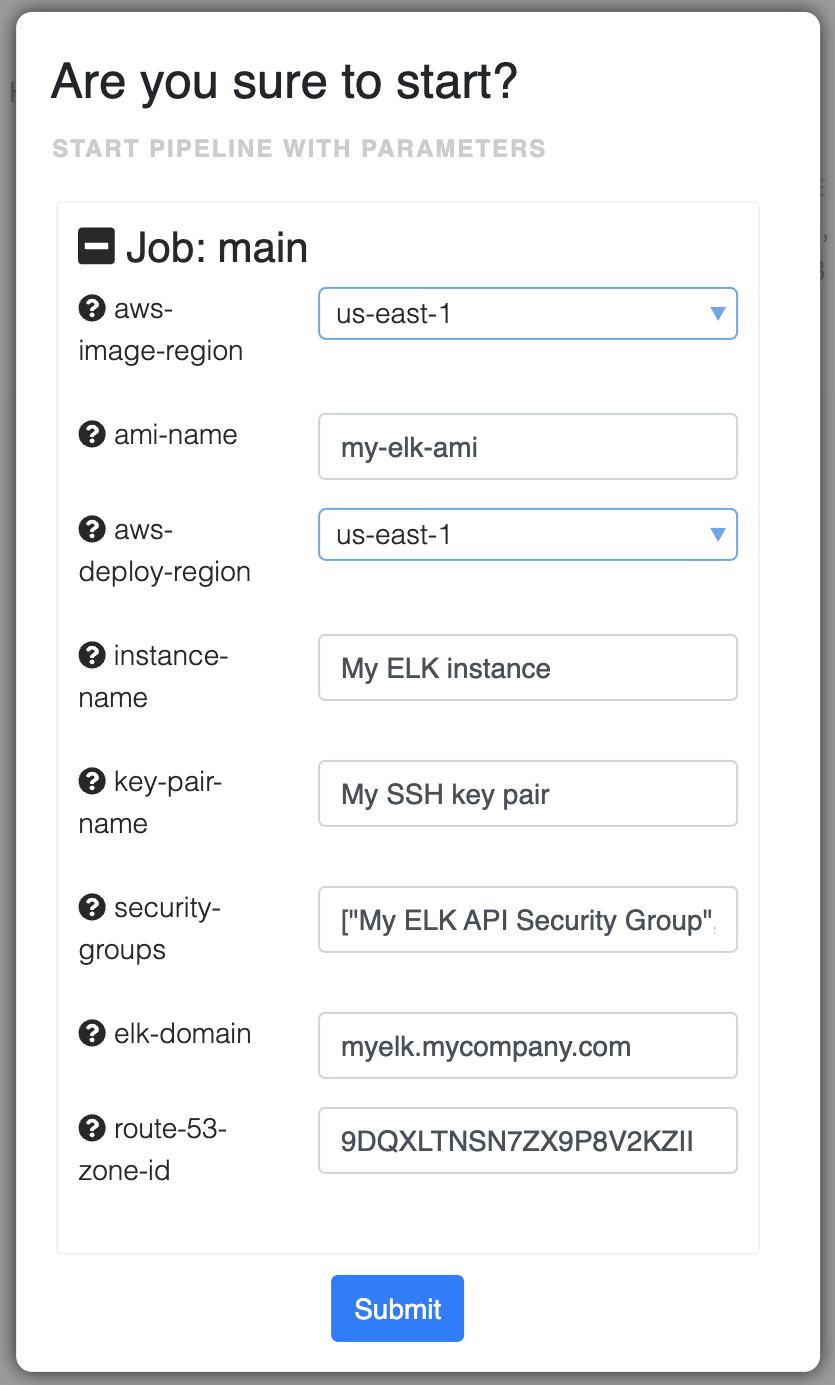 Are you sure to start?
START PIPELINE WITH PARAMETERS
Job: main
aws-
image-region
us-east-1
ami-name
my-elk-ami
aws-
deploy-region
us-east-1
instance-
name
My ELK instance
key-pair-
name
My SSH key pair
security-
groups
["My ELK API Security Group",
elk-domain
myelk.mycompany.com
route-53-
zone-id
9DQXLTNSN7ZX9P8V2KZII
Submit